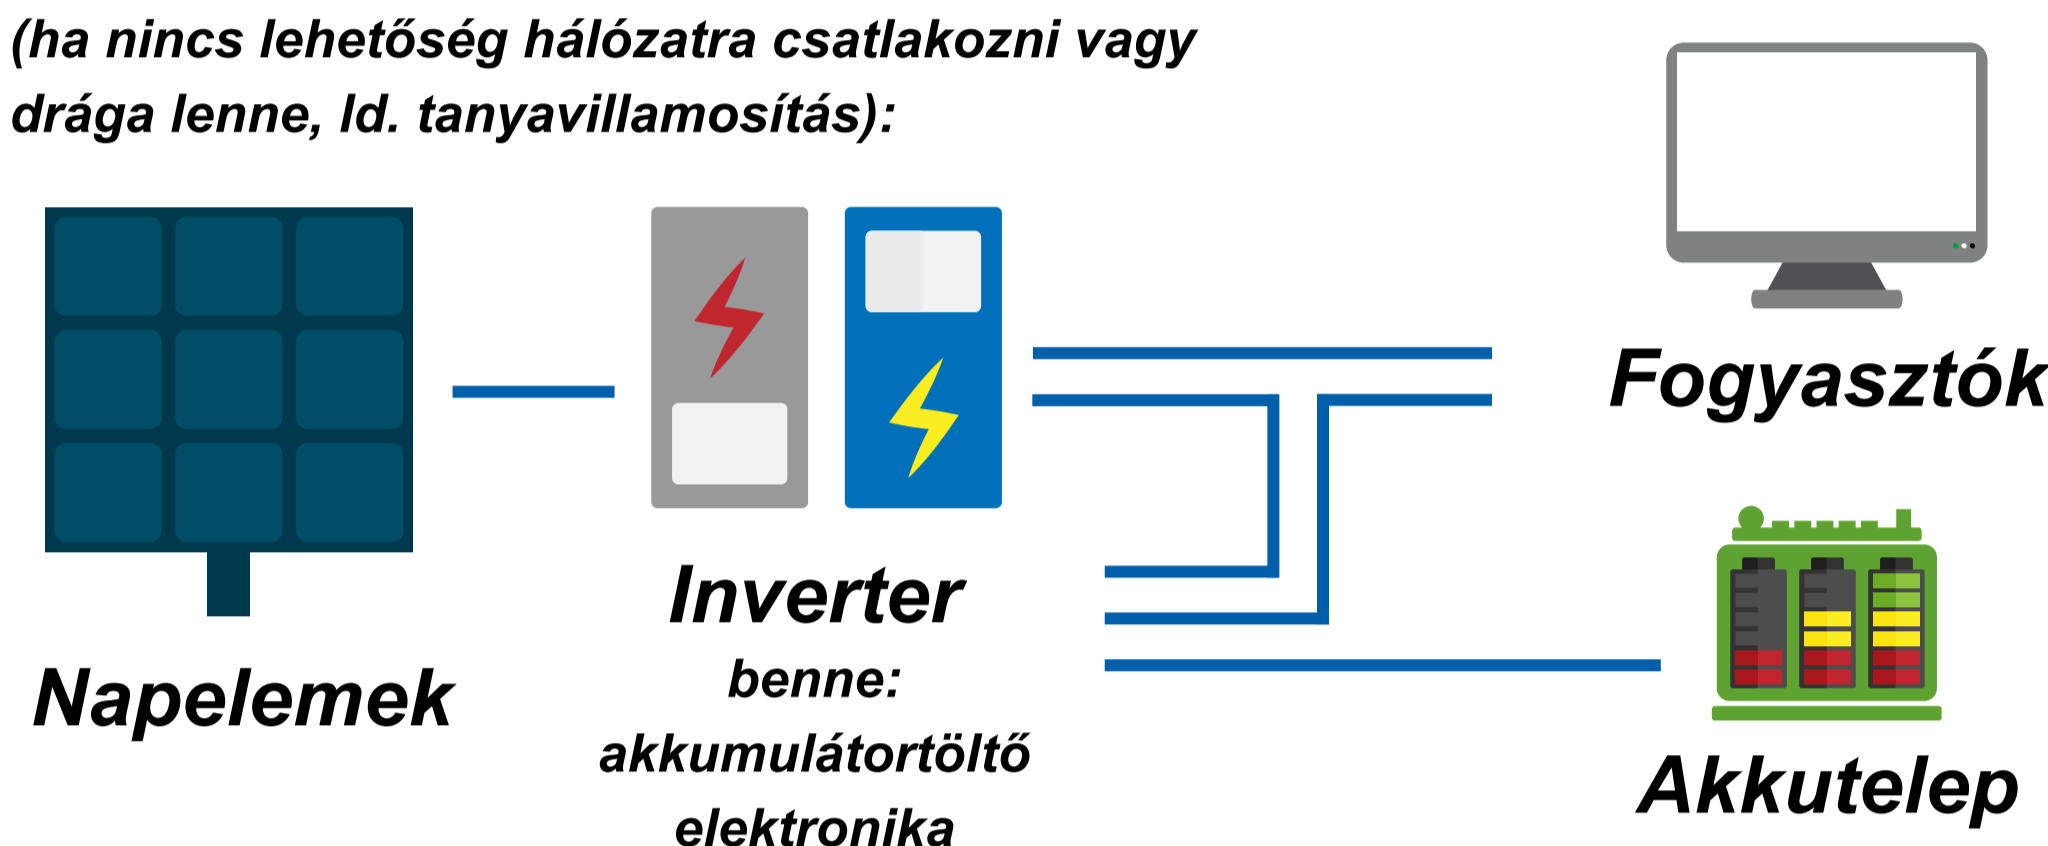 (ha nincs lehetőség hálózatra csatlakozni vagy
drága lenne, ld. tanyavillamosítás):
Fogyasztók
Inverter
benne:
akkumulátortöltő
elektronika
Napelemek
Akkutelep